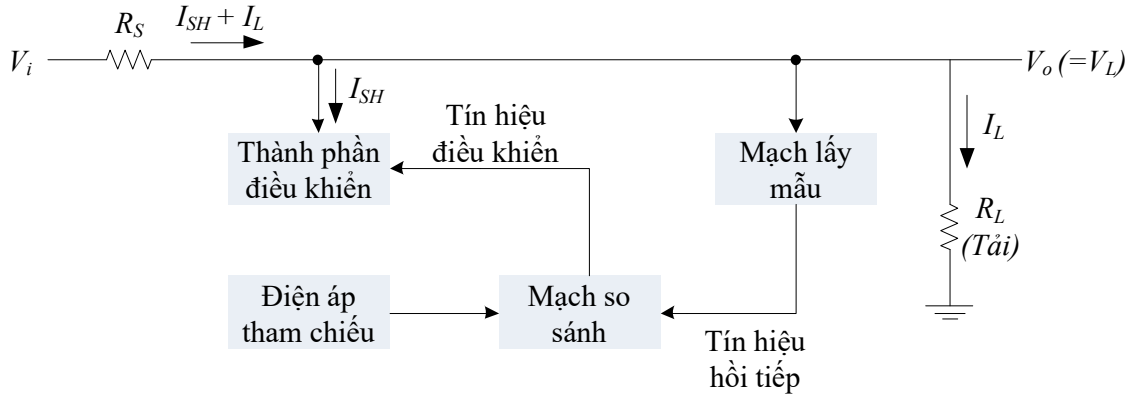 R_S
I_SH + I_L
V_i
V_o (=V_L)
I_SH
Tín hiệu
điều khiển
I_L
Thành phần
điều khiển
Mạch lấy
mẫu
R_L
(Tải)
Điện áp
tham chiếu
Mạch so
sánh
Tín hiệu
hồi tiếp